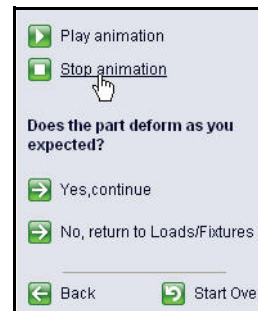 Play animation
Stop animation
Does the part deform as you
expected?
Yes,continue
No, return to Loads/Fixtures
Back Start Ove